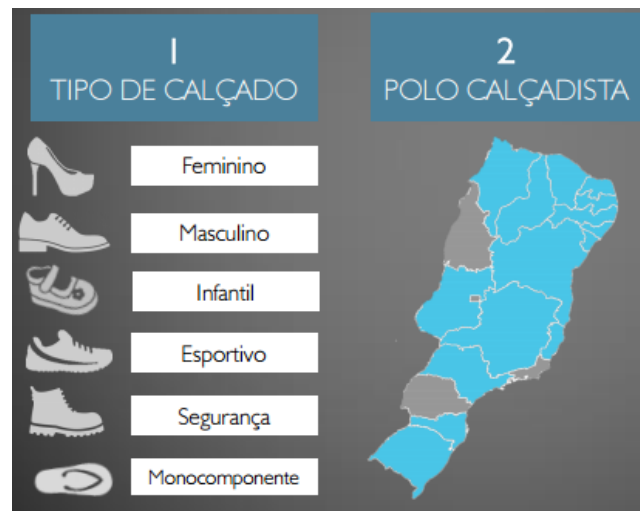 1
TIPO DE CALÇADO
2
POLO CALÇADISTA
Feminino
Masculino
Infantil
Esportivo
Segurança
Monocomponente